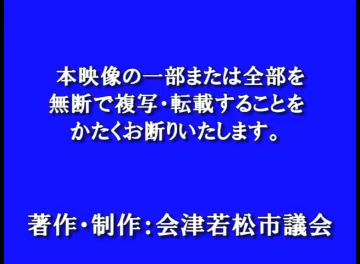 本映像の一部または全部を
無断で複写・転載することを
かたくお断りいたします。
著作・制作：会津若松市議会